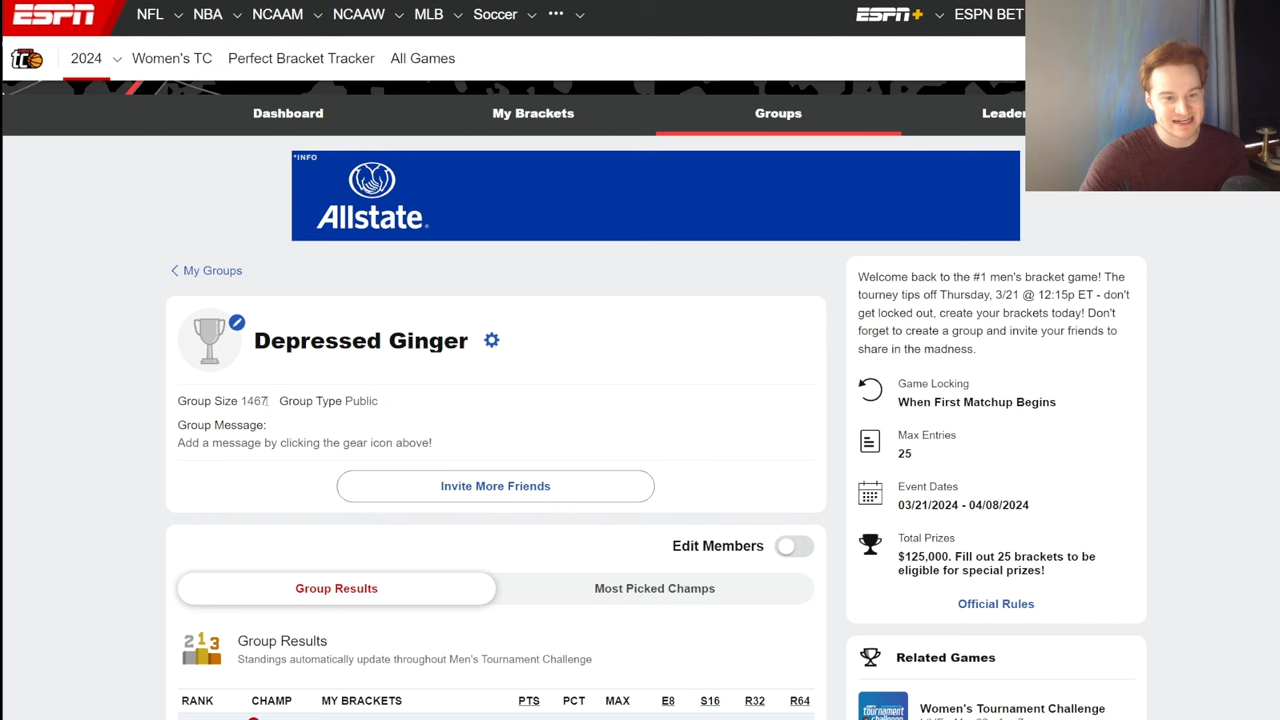 ESPN NFL NBA NCAAM NCAAW MLB Soccer ••• ESPN+ ESPN BET
TC 2024 Women's TC Perfect Bracket Tracker All Games
Dashboard My Brackets Groups Leader
*INFO
Allstate®
My Groups
Depressed Ginger
Group Size 1467 Group Type Public
Group Message:
Add a message by clicking the gear icon above!
Invite More Friends
Edit Members
Group Results Most Picked Champs
2 1 3
Group Results
Standings automatically update throughout Men's Tournament Challenge
RANK CHAMP MY BRACKETS PTS PCT MAX E8 S16 R32 R64
Welcome back to the #1 men's bracket game! The
tourney tips off Thursday, 3/21 @ 12:15p ET - don't
get locked out, create your brackets today! Don't
forget to create a group and invite your friends to
share in the madness.
Game Locking
When First Matchup Begins
Max Entries
25
Event Dates
03/21/2024 - 04/08/2024
Total Prizes
$125,000. Fill out 25 brackets to be
eligible for special prizes!
Official Rules
Related Games
tournament
Women's Tournament Challenge